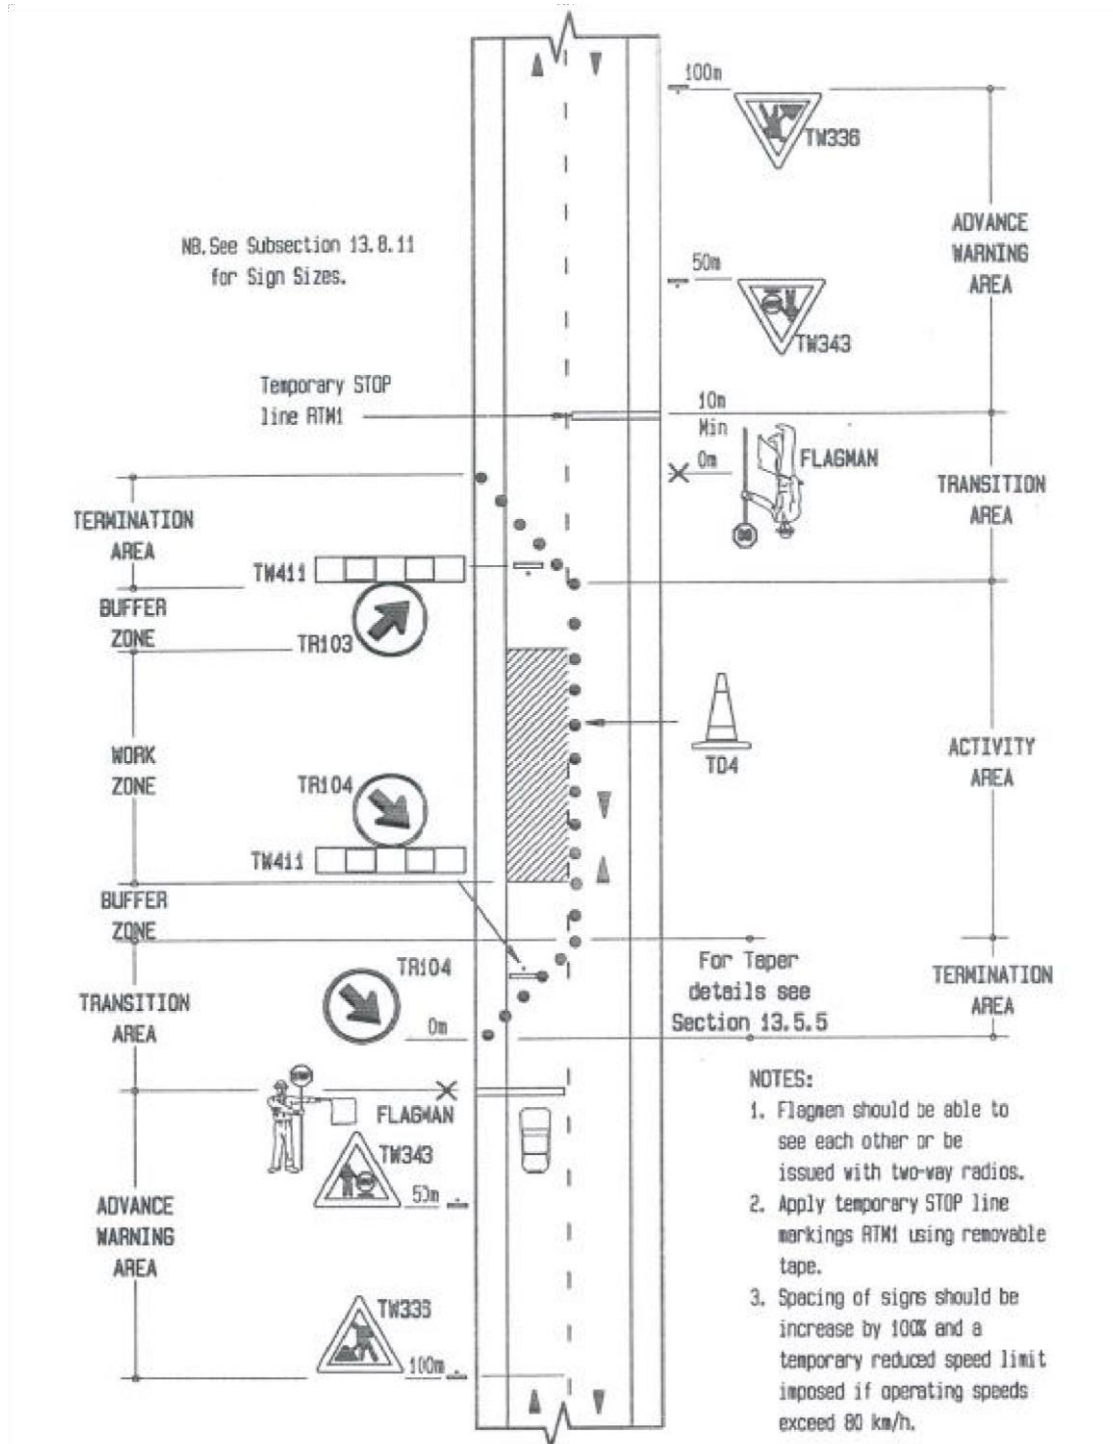 100m
TW336
ADVANCE
WARNING
AREA
NB. See Subsection 13.8.11
for Sign Sizes.
50m
TW343
Temporary STOP
line RTM1
10m
Min
0m
FLAGMAN
TRANSITION
AREA
TERMINATION
AREA
TW411
BUFFER
ZONE
TR103
WORK
ZONE
TR104
TD4
ACTIVITY
AREA
TW411
BUFFER
ZONE
TR104
For Taper
details see
Section 13.5.5
TERMINATION
AREA
TRANSITION
AREA
0m
STOP
FLAGMAN
TW343
50m
ADVANCE
WARNING
AREA
TW336
100m
NOTES:
1. Flagmen should be able to
see each other or be
issued with two-way radios.
2. Apply temporary STOP line
markings RTM1 using removable
tape.
3. Spacing of signs should be
increase by 100% and a
temporary reduced speed limit
imposed if operating speeds
exceed 80 km/h.